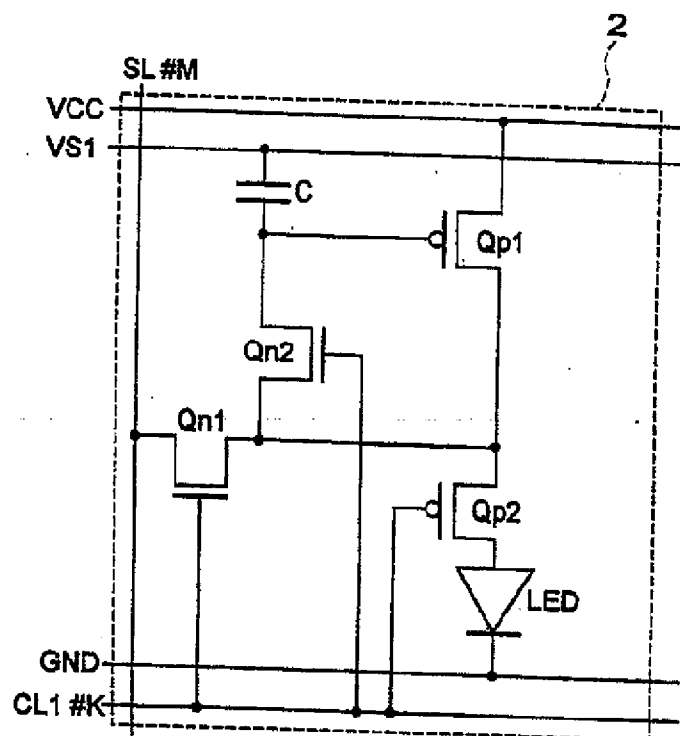 2
SL #M
VCC
VS1
C
Qp1
Qn2
Qn1
Qp2
LED
GND
CL1 #K